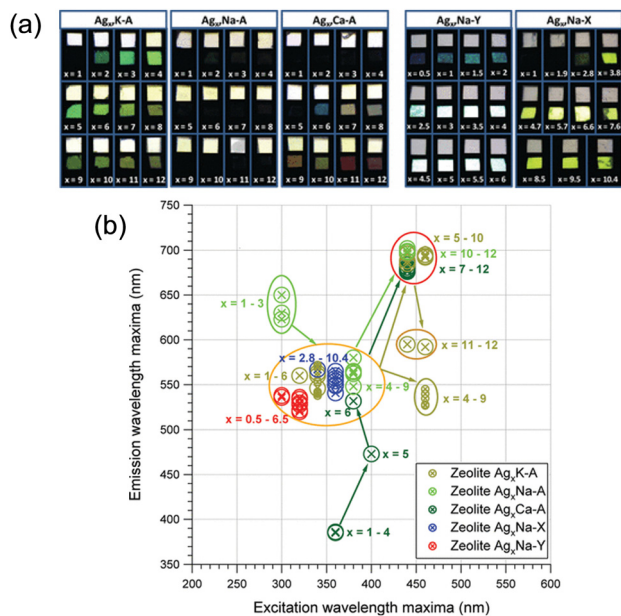 (a)
Agx,K-A Agx,Na-A Agx,Ca-A Agx,Na-Y Agx,Na-X
x = 1 x = 2 x = 3 x = 4 x = 1 x = 2 x = 3 x = 4 x = 1 x = 2 x = 3 x = 4 x = 0.5 x = 1 x = 1.5 x = 2 x = 1 x = 1.9 x = 2.8 x = 3.8
x = 5 x = 6 x = 7 x = 8 x = 5 x = 6 x = 7 x = 8 x = 5 x = 6 x = 7 x = 8 x = 2.5 x = 3 x = 3.5 x = 4 x = 4.7 x = 5.7 x = 6.6 x = 7.6
x = 9 x = 10 x = 11 x = 12 x = 9 x = 10 x = 11 x = 12 x = 9 x = 10 x = 11 x = 12 x = 4.5 x = 5 x = 5.5 x = 6 x = 8.5 x = 9.5 x = 10.4
(b)
750
700
650
600
550
500
450
400
350
Emission wavelength maxima (nm)
x = 5 - 10
x = 10 - 12
x = 7 - 12
x = 1 - 3
x = 2.8 - 10.4
x = 11 - 12
x = 1 - 6
x = 4 - 9
x = 4 - 9
x = 6
x = 0.5 - 6.5
x = 5
x = 1 - 4
Zeolite AgxK-A
Zeolite AgxNa-A
Zeolite AgxCa-A
Zeolite AgxNa-X
Zeolite AgxNa-Y
200 250 300 350 400 450 500 550 600
Excitation wavelength maxima (nm)